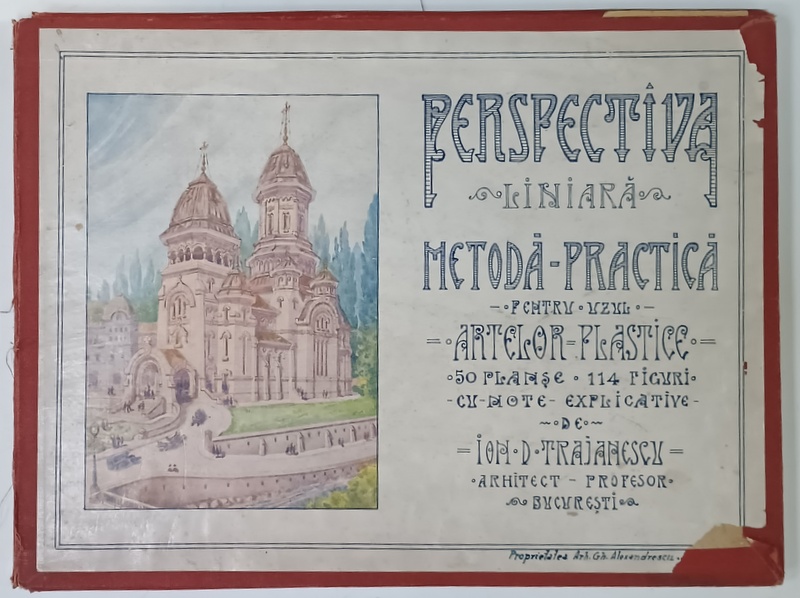 PERSPECTIVA
LINIARĂ
METODĂ-PRACTICĂ
PENTRU UZUL
ARTELOR-PLASTICE
50 PLANȘE · 114 FIGURI
CU-NOTE-EXPLICATIVE
DE
ION·D·TRAJANESCU
ARHITECT - PROFESOR
BUCUREȘTI
Proprietatea Arh. Gh. Alexandrescu.